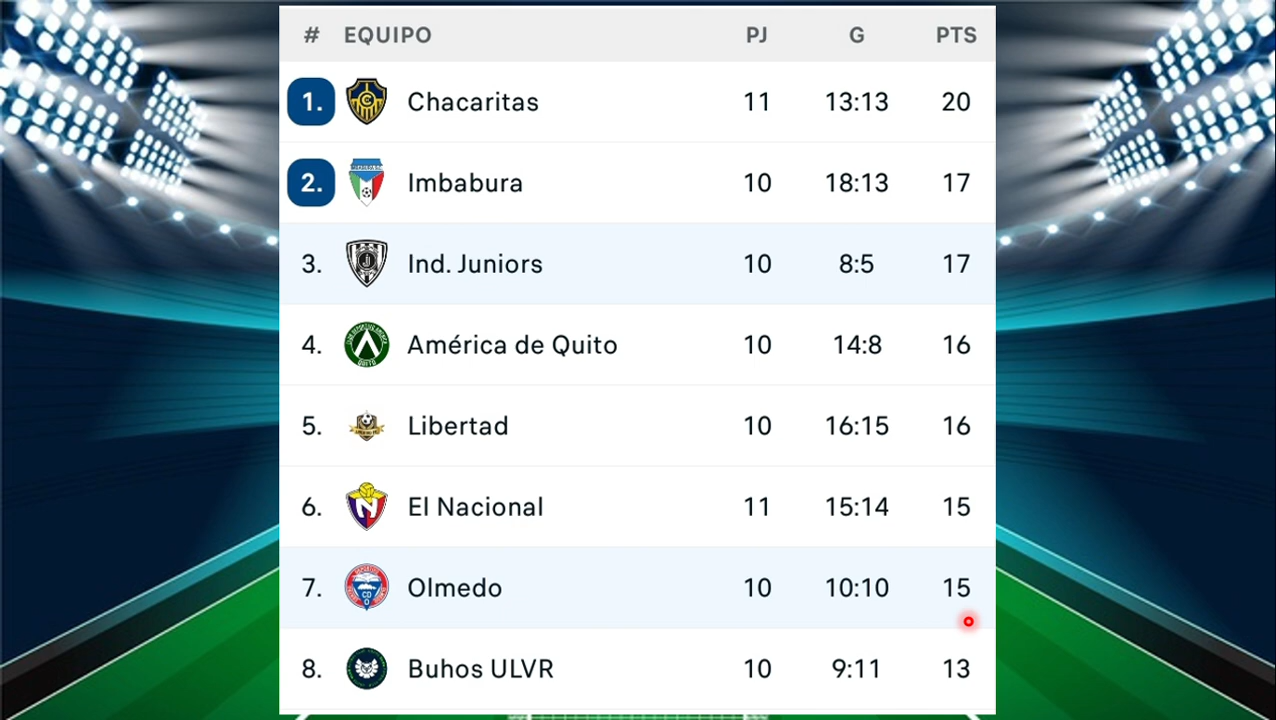 # EQUIPO PJ G PTS
1. Chacaritas 11 13:13 20
2. Imbabura 10 18:13 17
3. Ind. Juniors 10 8:5 17
4. América de Quito 10 14:8 16
5. Libertad 10 16:15 16
6. El Nacional 11 15:14 15
7. Olmedo 10 10:10 15
8. Buhos ULVR 10 9:11 13